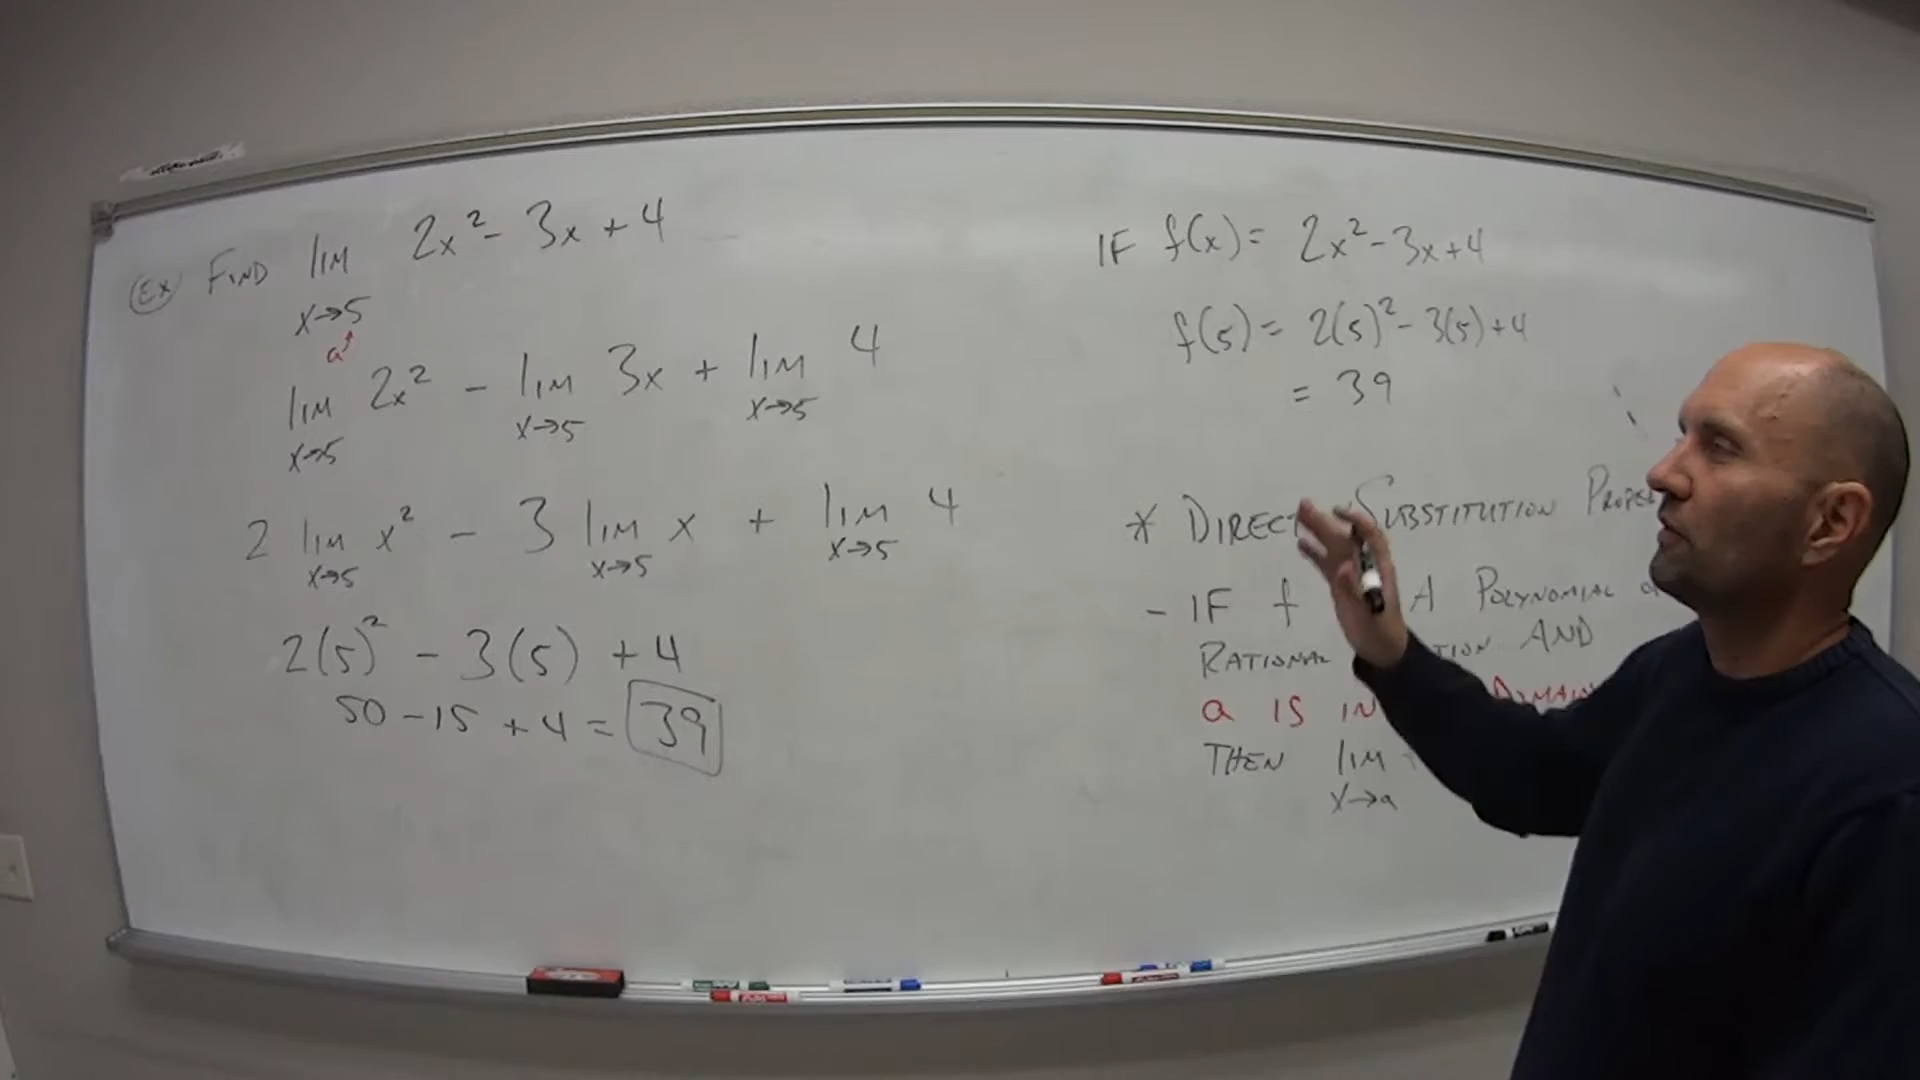 Ex FIND lim 2x² - 3x + 4
x→5
a↑
lim 2x² - lim 3x + lim 4
x→5 x→5 x→5
2 lim x² - 3 lim x + lim 4
x→5 x→5 x→5
2(5)² - 3(5) + 4
50 - 15 + 4 = 39
IF f(x) = 2x² - 3x + 4
f(5) = 2(5)² - 3(5) + 4
= 39
* DIRECT SUBSTITUTION
- IF f A POLYNOMIAL
RATIONAL AND
a IS IN DOMAIN
THEN lim
x→a